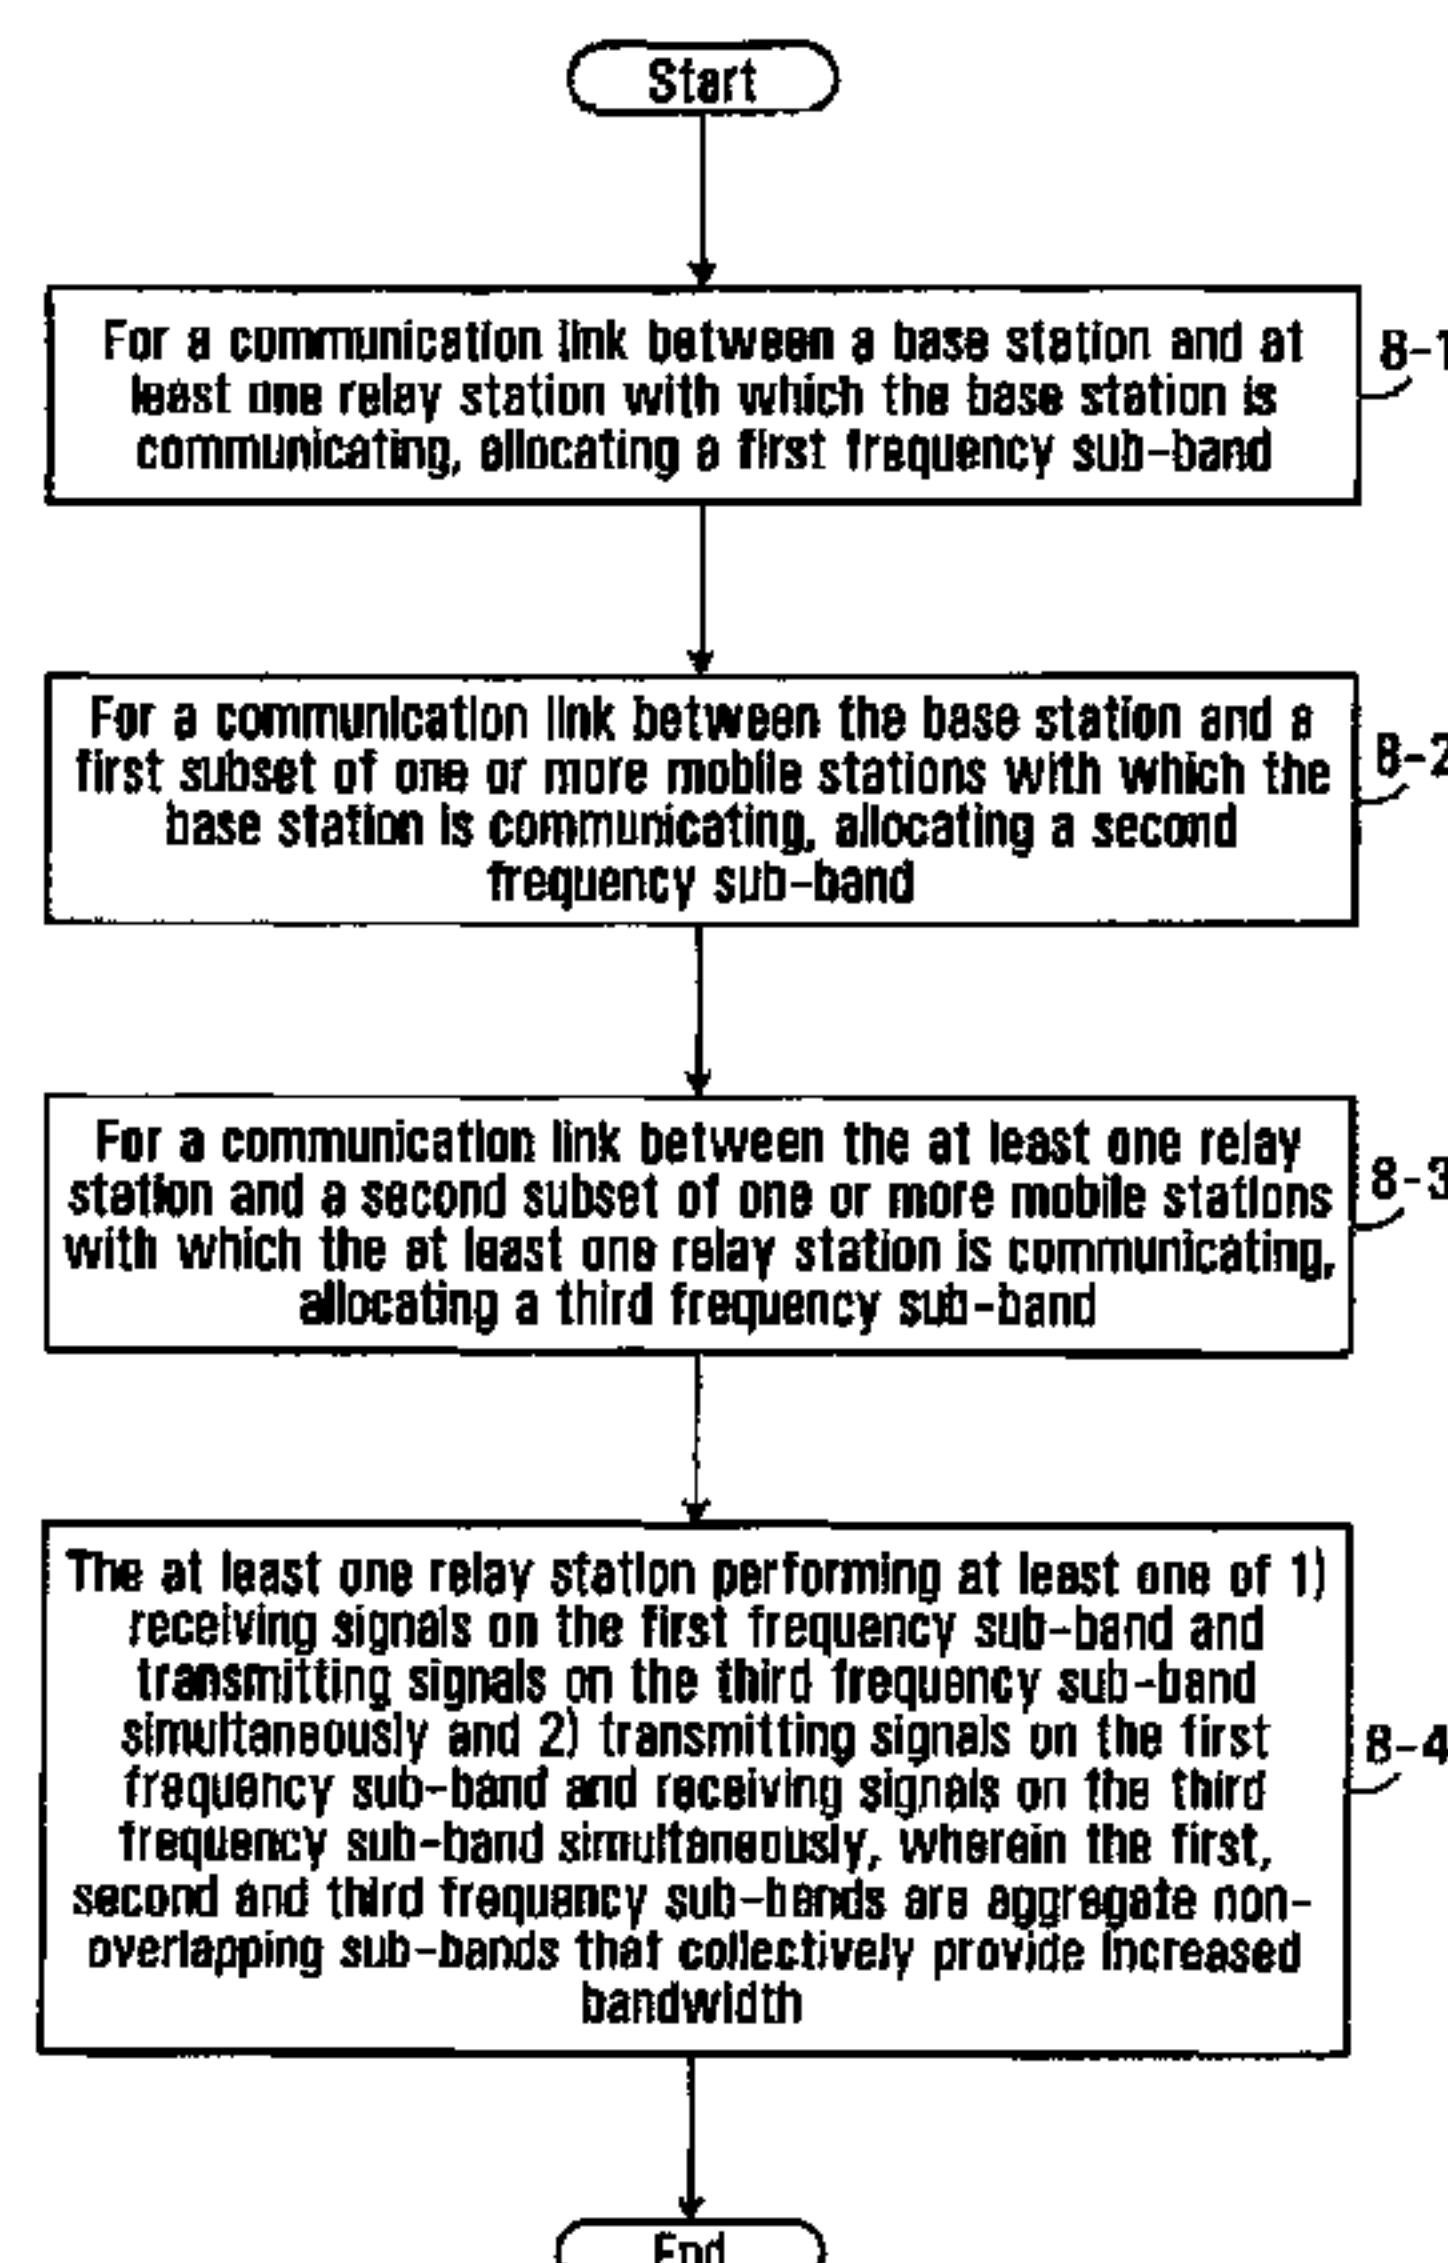 Start
For a communication link between a base station and at
least one relay station with which the base station is
communicating, allocating a first frequency sub-band
8-1
For a communication link between the base station and a
first subset of one or more mobile stations with which the
base station is communicating, allocating a second
frequency sub-band
8-2
For a communication link between the at least one relay
station and a second subset of one or more mobile stations
with which the at least one relay station is communicating,
allocating a third frequency sub-band
8-3
The at least one relay station performing at least one of 1)
receiving signals on the first frequency sub-band and
transmitting signals on the third frequency sub-band
simultaneously and 2) transmitting signals on the first
frequency sub-band and receiving signals on the third
frequency sub-band simultaneously, wherein the first,
second and third frequency sub-bands are aggregate non-
overlapping sub-bands that collectively provide increased
bandwidth
8-4
End